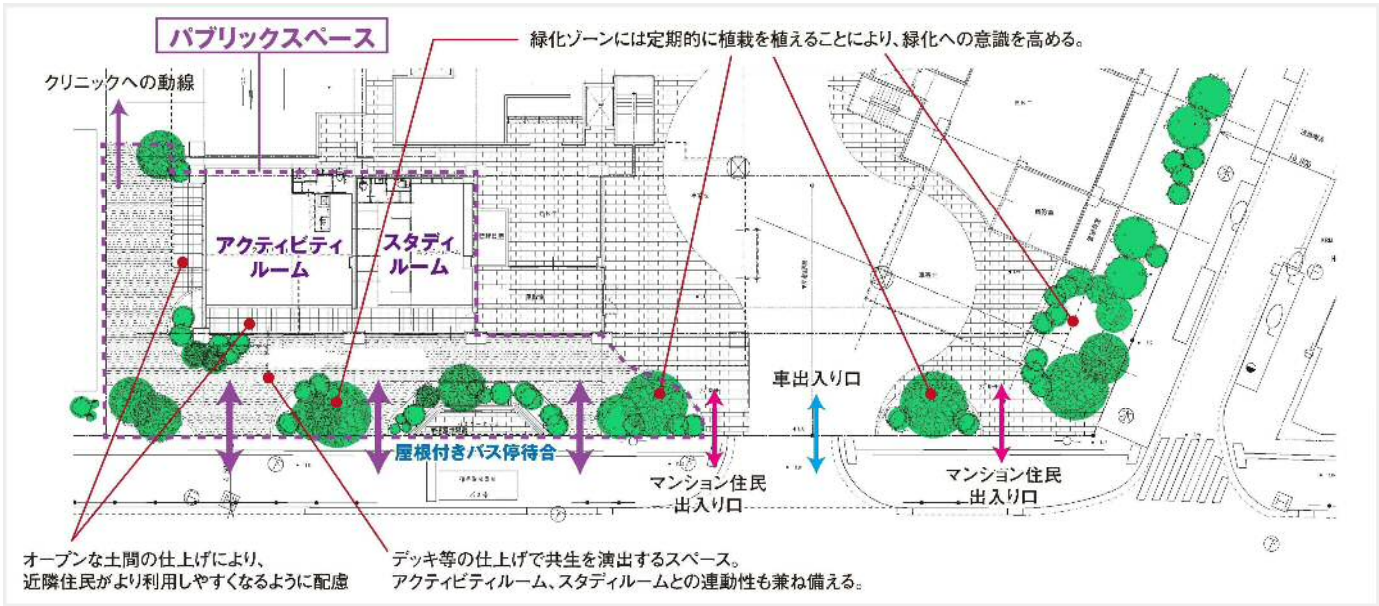 パブリックスペース
緑化ゾーンには定期的に植栽を植えることにより、緑化への意識を高める。
クリニックへの動線
アクティビティ
ルーム
スタディ
ルーム
車出入り口
屋根付きバス停待合
マンション住民
出入り口
マンション住民
出入り口
オープンな土間の仕上げにより、
近隣住民がより利用しやすくなるように配慮
デッキ等の仕上げで共生を演出するスペース。
アクティビティルーム、スタディルームとの連動性も兼ね備える。